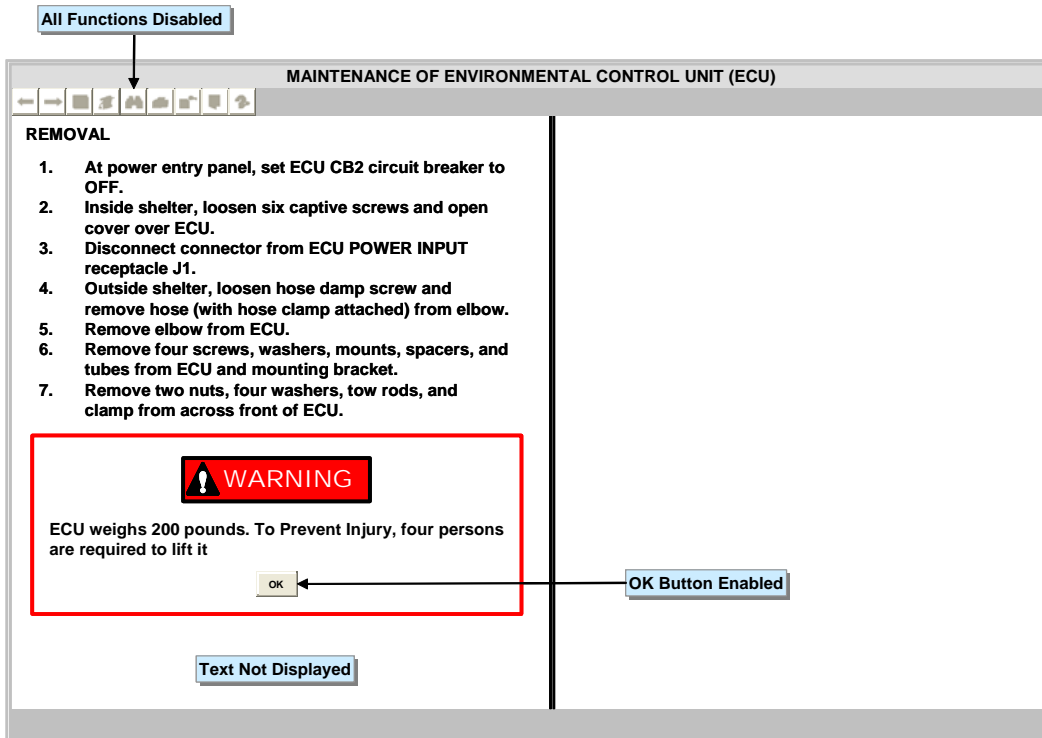 All Functions Disabled
MAINTENANCE OF ENVIRONMENTAL CONTROL UNIT (ECU)
REMOVAL
1. At power entry panel, set ECU CB2 circuit breaker to
OFF.
2. Inside shelter, loosen six captive screws and open
cover over ECU.
3. Disconnect connector from ECU POWER INPUT
receptacle J1.
4. Outside shelter, loosen hose damp screw and
remove hose (with hose clamp attached) from elbow.
5. Remove elbow from ECU.
6. Remove four screws, washers, mounts, spacers, and
tubes from ECU and mounting bracket.
7. Remove two nuts, four washers, tow rods, and
clamp from across front of ECU.
WARNING
ECU weighs 200 pounds. To Prevent Injury, four persons
are required to lift it
OK
OK Button Enabled
Text Not Displayed